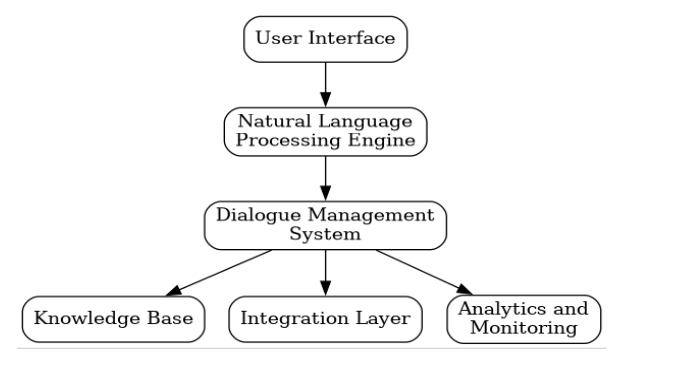 User Interface
Natural Language
Processing Engine
Dialogue Management
System
Knowledge Base
Integration Layer
Analytics and
Monitoring